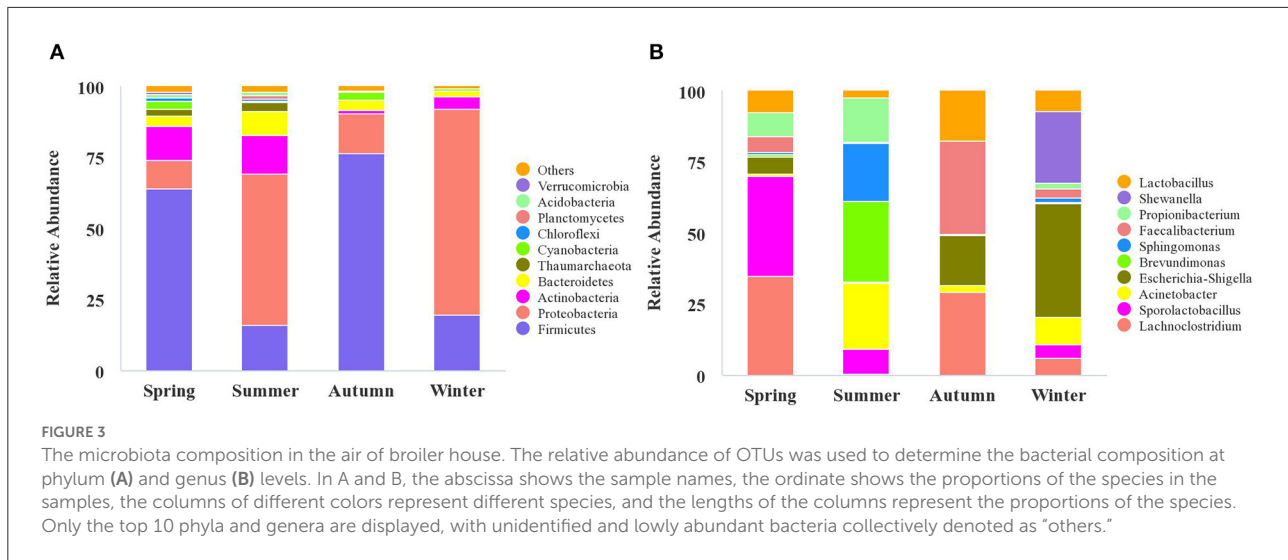 A
Relative Abundance
100
75
50
25
0
Spring Summer Autumn Winter
Others
Verrucomicrobia
Acidobacteria
Planctomycetes
Chloroflexi
Cyanobacteria
Thaumarchaeota
Bacteroidetes
Actinobacteria
Proteobacteria
Firmicutes
B
Relative Abundance
100
75
50
25
0
Spring Summer Autumn Winter
Lactobacillus
Shewanella
Propionibacterium
Faecalibacterium
Sphingomonas
Brevundimonas
Escherichia-Shigella
Acinetobacter
Sporolactobacillus
Lachnoclostridium
FIGURE 3
The microbiota composition in the air of broiler house. The relative abundance of OTUs was used to determine the bacterial composition at
phylum (A) and genus (B) levels. In A and B, the abscissa shows the sample names, the ordinate shows the proportions of the species in the
samples, the columns of different colors represent different species, and the lengths of the columns represent the proportions of the species.
Only the top 10 phyla and genera are displayed, with unidentified and lowly abundant bacteria collectively denoted as “others.”